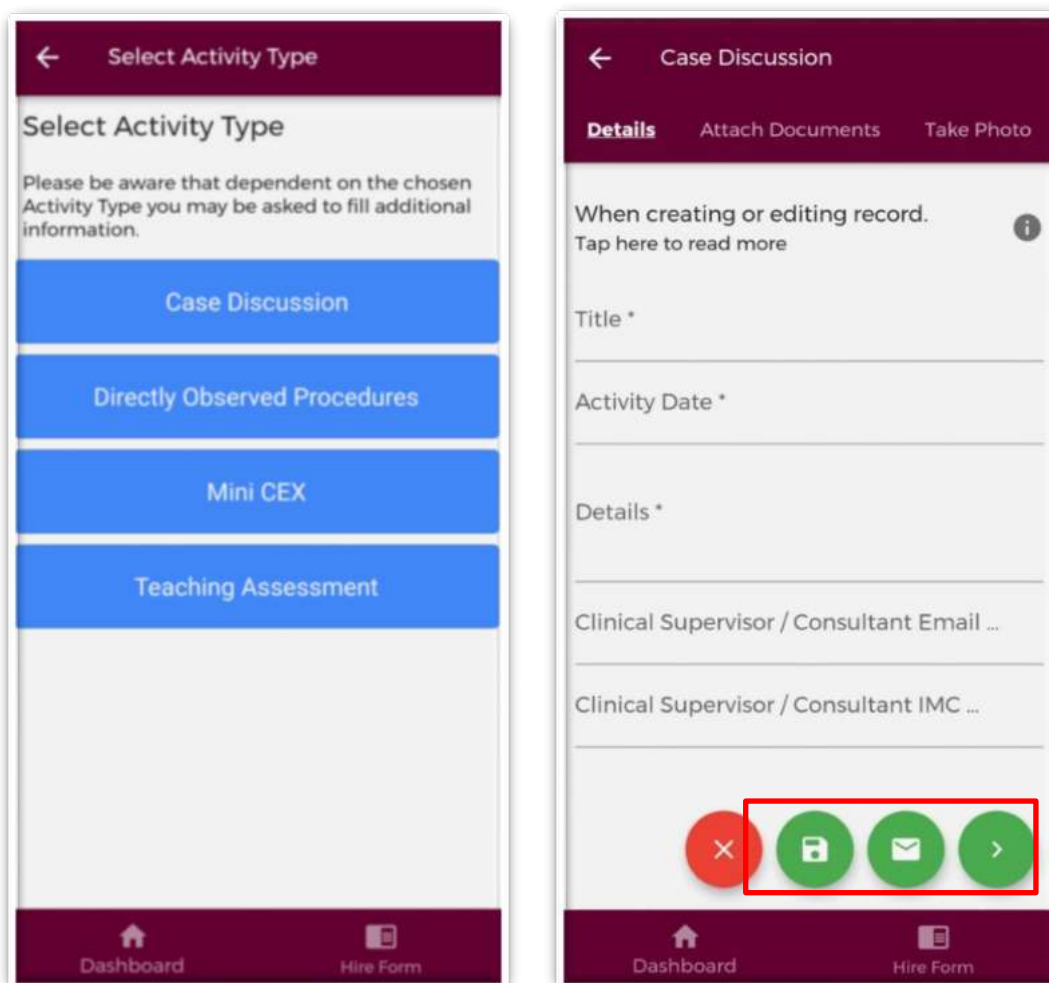 Select Activity Type
Select Activity Type
Please be aware that dependent on the chosen
Activity Type you may be asked to fill additional
information.
Case Discussion
Directly Observed Procedures
Mini CEX
Teaching Assessment
Dashboard
Hire Form
Case Discussion
Details Attach Documents Take Photo
When creating or editing record.
Tap here to read more
Title *
Activity Date *
Details *
Clinical Supervisor / Consultant Email ...
Clinical Supervisor / Consultant IMC ...
Dashboard
Hire Form